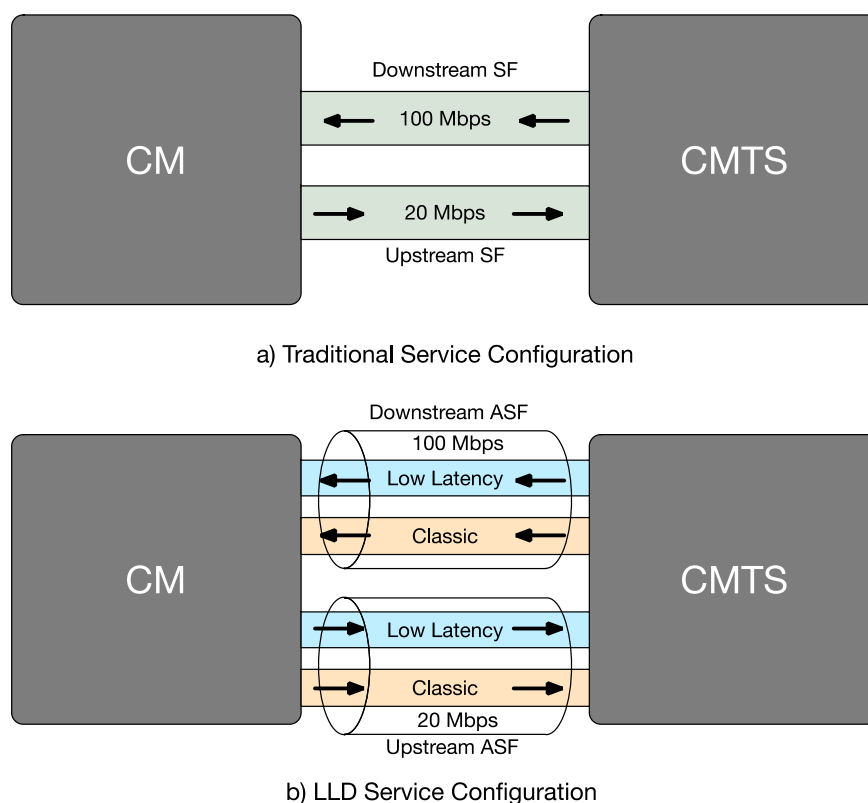 Downstream SF
100 Mbps
CM
CMTS
20 Mbps
Upstream SF
a) Traditional Service Configuration
Downstream ASF
100 Mbps
Low Latency
Classic
CM
CMTS
Low Latency
Classic
20 Mbps
Upstream ASF
b) LLD Service Configuration